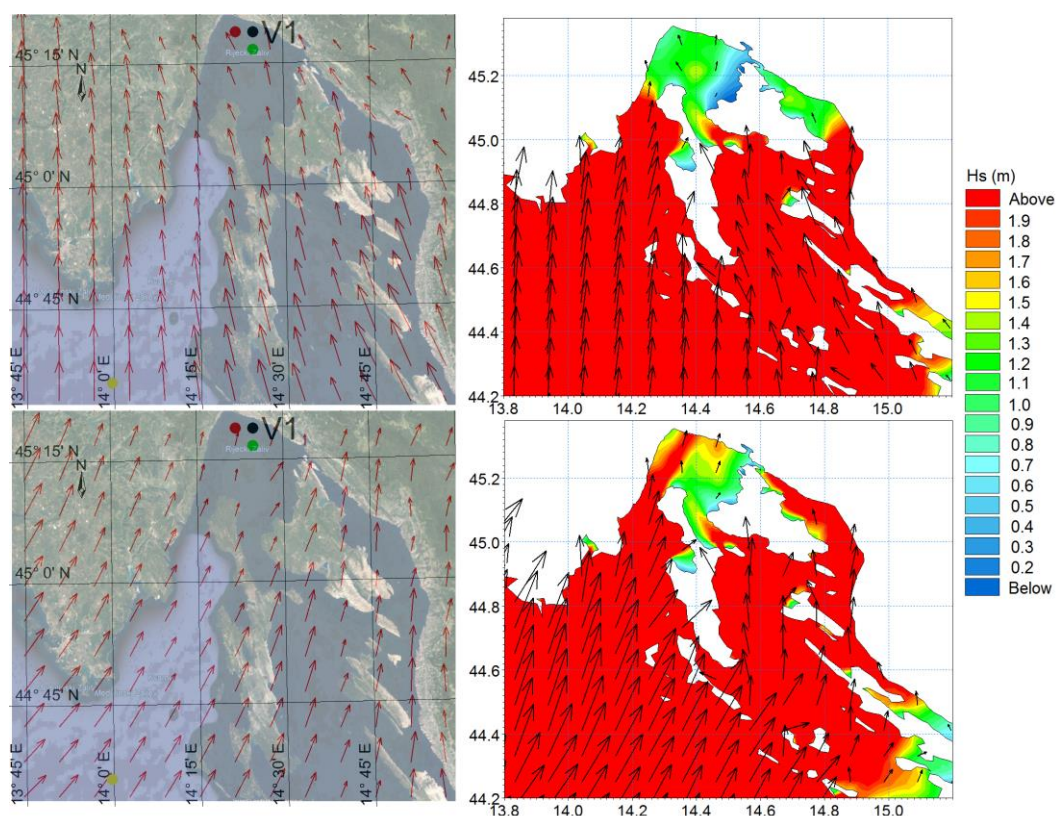 V1
45° 15' N
N
45° 0' N
44° 45' N
13° 45' E
14° 0' E
14° 15' E
14° 30' E
14° 45' E
45.2
45.0
44.8
44.6
44.4
44.2
13.8 14.0 14.2 14.4 14.6 14.8 15.0
Hs (m)
Above
1.9
1.8
1.7
1.6
1.5
1.4
1.3
1.2
1.1
1.0
0.9
0.8
0.7
0.6
0.5
0.4
0.3
0.2
Below
V1
45° 15' N
N
45° 0' N
44° 45' N
13° 45' E
14° 0' E
14° 15' E
14° 30' E
14° 45' E
45.2
45.0
44.8
44.6
44.4
44.2
13.8 14.0 14.2 14.4 14.6 14.8 15.0